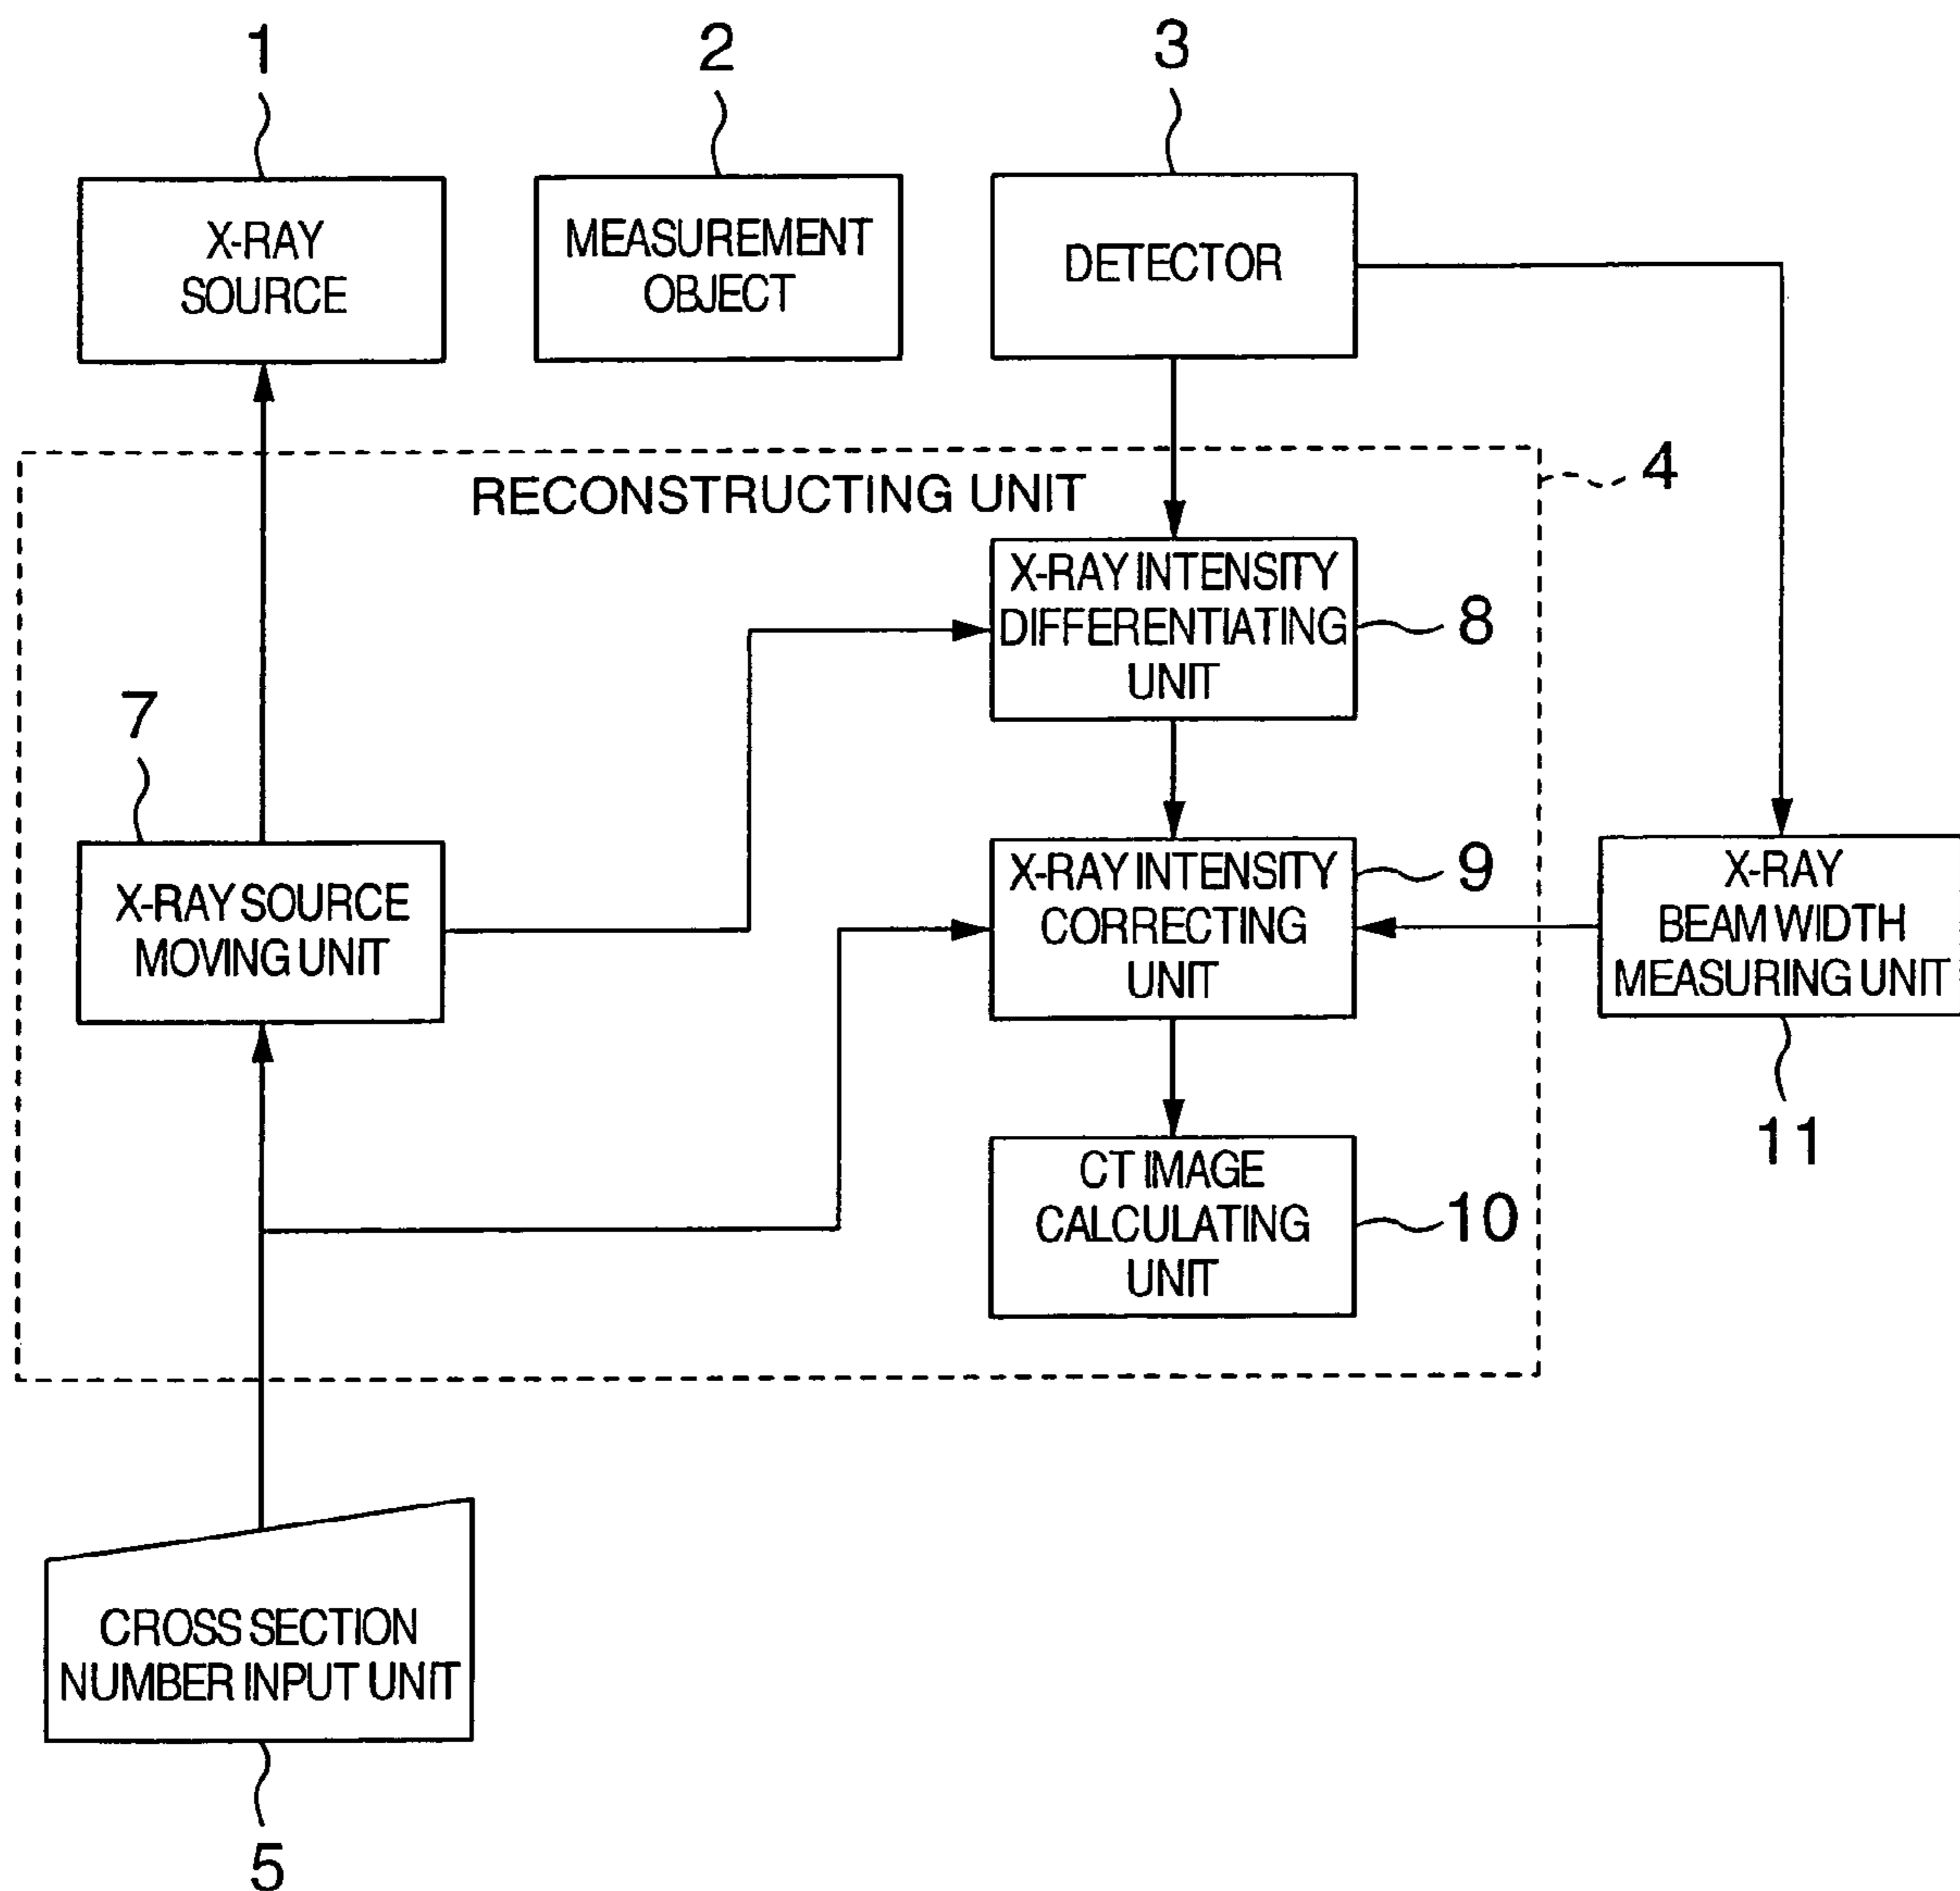 1
2
3
X-RAY
SOURCE
MEASUREMENT
OBJECT
DETECTOR
RECONSTRUCTING UNIT
4
X-RAY INTENSITY
DIFFERENTIATING
UNIT
8
7
X-RAY SOURCE
MOVING UNIT
X-RAY INTENSITY
CORRECTING
UNIT
9
X-RAY
BEAM WIDTH
MEASURING UNIT
11
CT IMAGE
CALCULATING
UNIT
10
CROSS SECTION
NUMBER INPUT UNIT
5